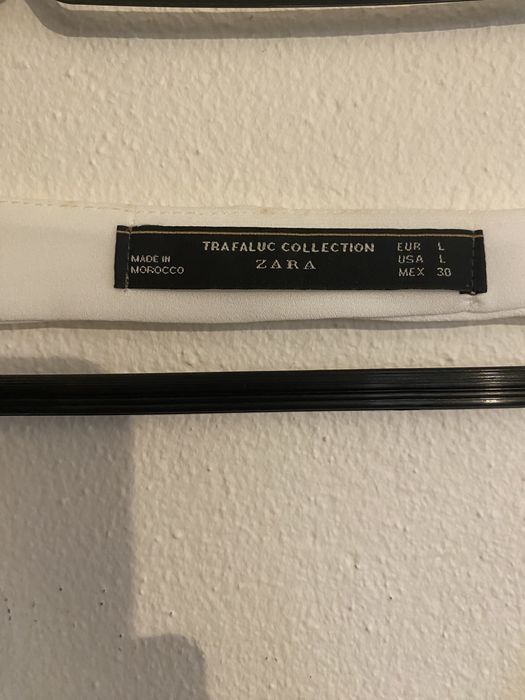 TRAFALUC COLLECTION
ZARA
MADE IN
MOROCCO
EUR L
USA L
MEX 30